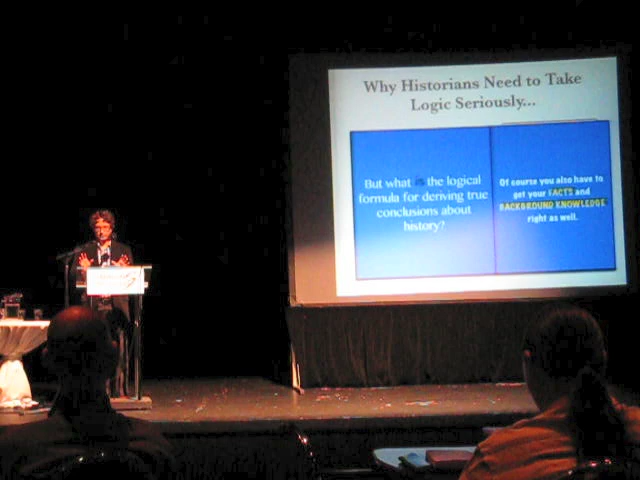 Why Historians Need to Take
Logic Seriously...
But what is the logical
formula for deriving true
conclusions about
history?
Of course you also have to
get your FACTS and
BACKGROUND KNOWLEDGE
right as well.